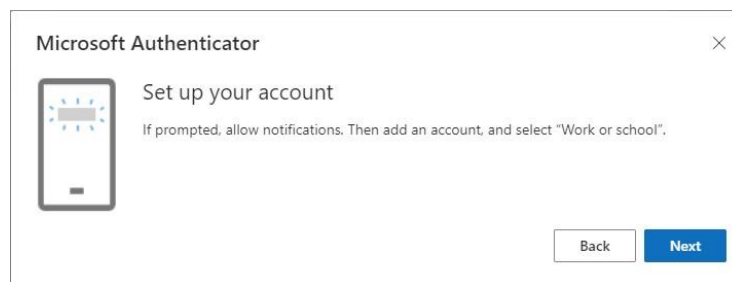 Microsoft Authenticator
Set up your account
If prompted, allow notifications. Then add an account, and select “Work or school”.
Back
Next